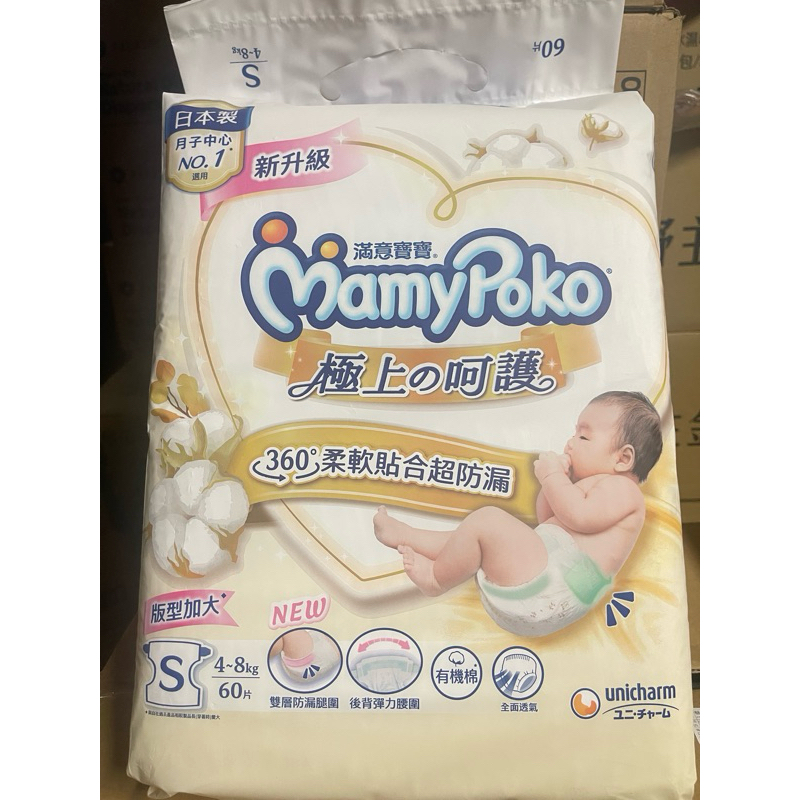 60片
S
4~8kg
日本製
月子中心
NO.1
選用
新升級
滿意寶寶®
MamyPoko®
極上の呵護
360°柔軟貼合超防漏
版型加大
NEW
S
4~8kg
60片
雙層防漏腿圍
後背彈力腰圍
有機棉
全面透氣
unicharm
ユニ・チャーム